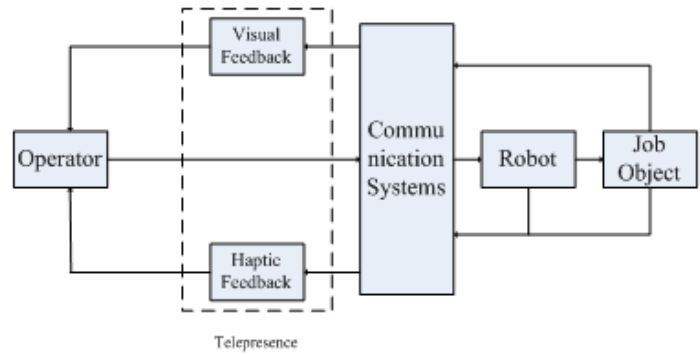 Visual
Feedback
Operator
Commu
nication
Systems
Robot
Job
Object
Haptic
Feedback
Telepresence